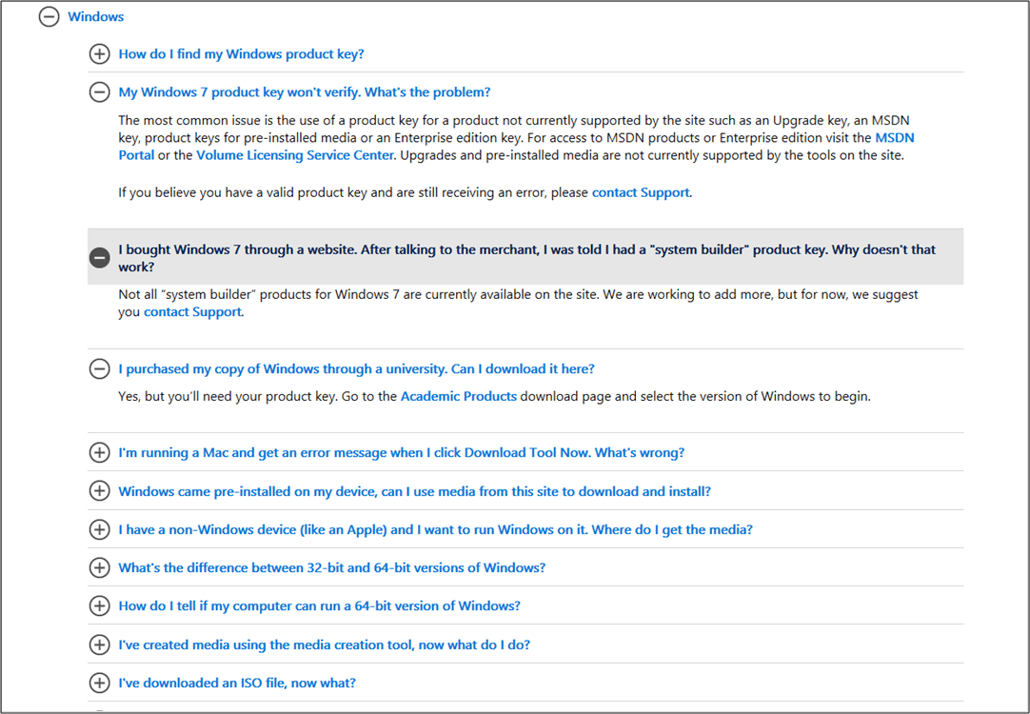 Windows
How do I find my Windows product key?
My Windows 7 product key won't verify. What's the problem?
The most common issue is the use of a product key for a product not currently supported by the site such as an Upgrade key, an MSDN
key, product keys for pre-installed media or an Enterprise edition key. For access to MSDN products or Enterprise edition visit the MSDN
Portal or the Volume Licensing Service Center. Upgrades and pre-installed media are not currently supported by the tools on the site.
If you believe you have a valid product key and are still receiving an error, please contact Support.
I bought Windows 7 through a website. After talking to the merchant, I was told I had a "system builder" product key. Why doesn't that
work?
Not all “system builder” products for Windows 7 are currently available on the site. We are working to add more, but for now, we suggest
you contact Support.
I purchased my copy of Windows through a university. Can I download it here?
Yes, but you’ll need your product key. Go to the Academic Products download page and select the version of Windows to begin.
I'm running a Mac and get an error message when I click Download Tool Now. What's wrong?
Windows came pre-installed on my device, can I use media from this site to download and install?
I have a non-Windows device (like an Apple) and I want to run Windows on it. Where do I get the media?
What's the difference between 32-bit and 64-bit versions of Windows?
How do I tell if my computer can run a 64-bit version of Windows?
I've created media using the media creation tool, now what do I do?
I've downloaded an ISO file, now what?